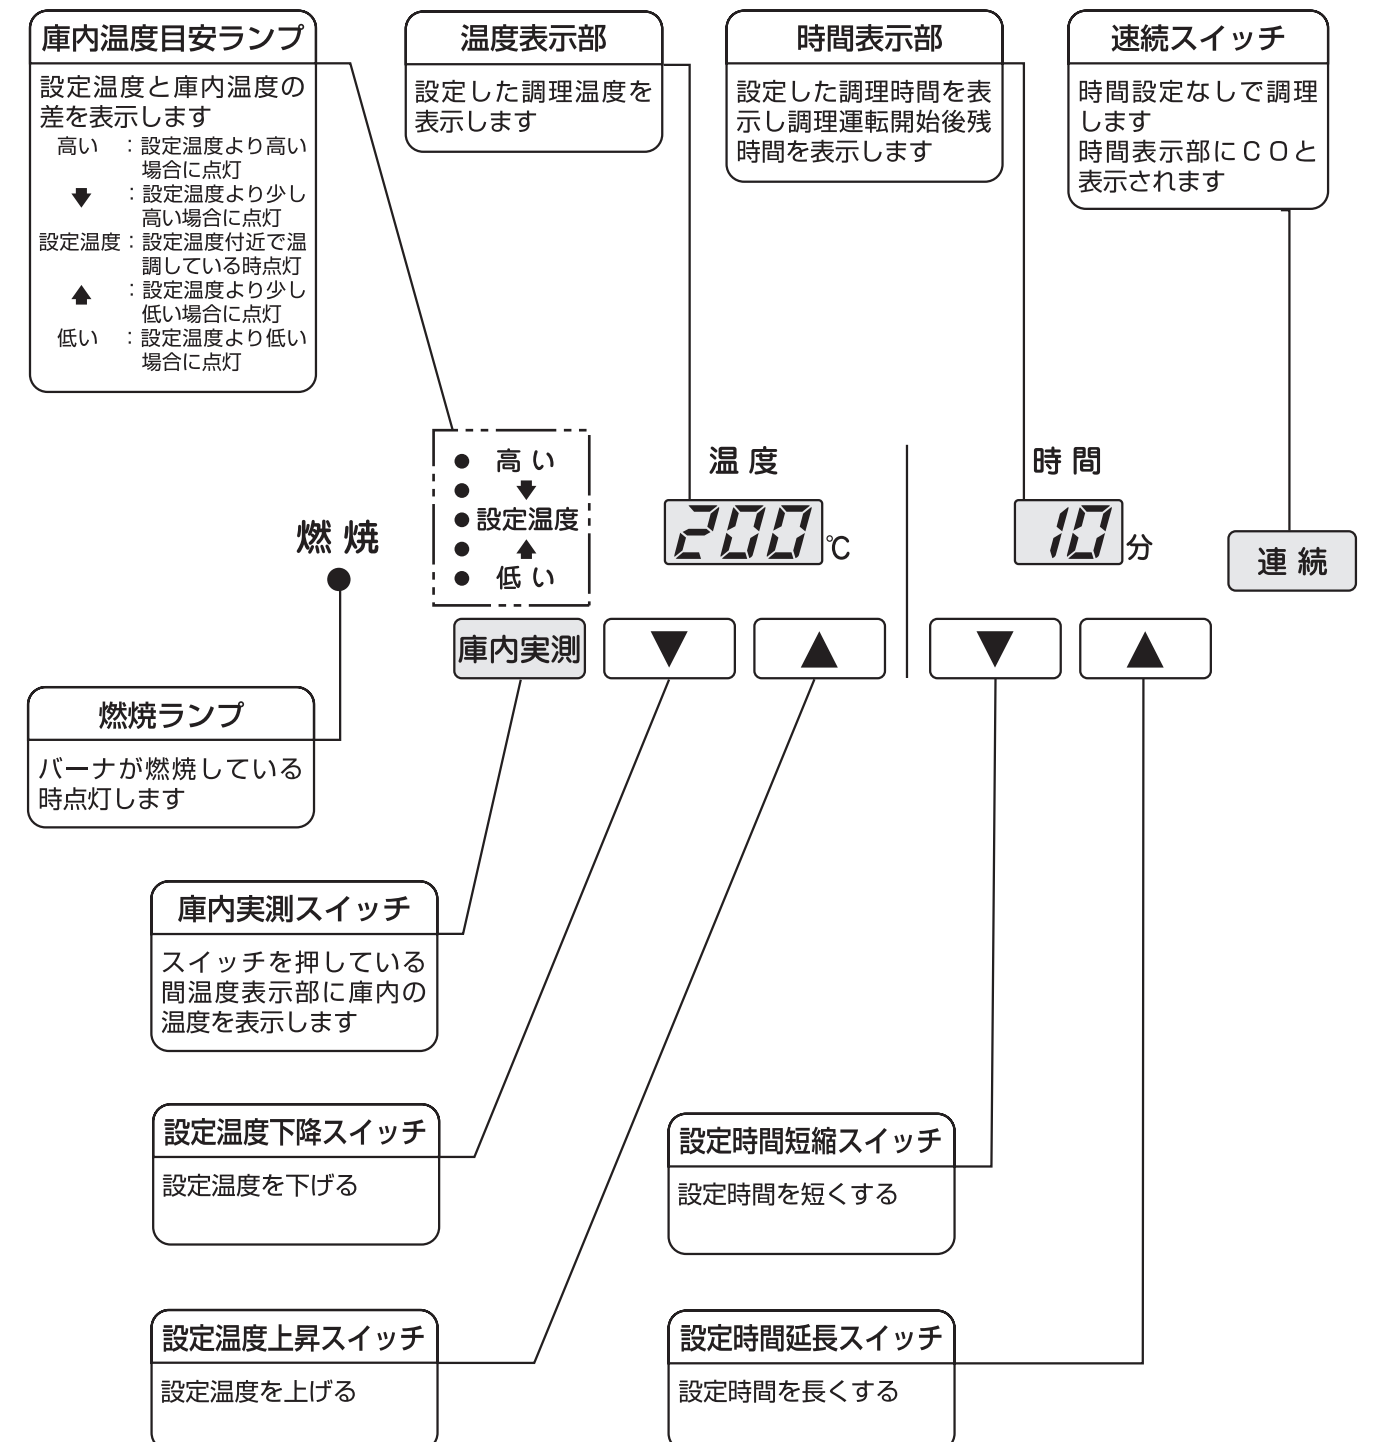 庫内温度目安ランプ
設定温度と庫内温度の
差を表示します
高い　：設定温度より高い
場合に点灯
：設定温度より少し
高い場合に点灯
設定温度：設定温度付近で温
調している時点灯
：設定温度より少し
低い場合に点灯
低い　：設定温度より低い
場合に点灯
温度表示部
設定した調理温度を
表示します
時間表示部
設定した調理時間を表
示し調理運転開始後残
時間を表示します
速続スイッチ
時間設定なしで調理
します
時間表示部にＣＯと
表示されます
燃焼
高い
設定温度
低い
温度
200℃
時間
10分
連続
庫内実測
▼
▲
▼
▲
燃焼ランプ
バーナが燃焼している
時点灯します
庫内実測スイッチ
スイッチを押している
間温度表示部に庫内の
温度を表示します
設定温度下降スイッチ
設定温度を下げる
設定時間短縮スイッチ
設定時間を短くする
設定温度上昇スイッチ
設定温度を上げる
設定時間延長スイッチ
設定時間を長くする